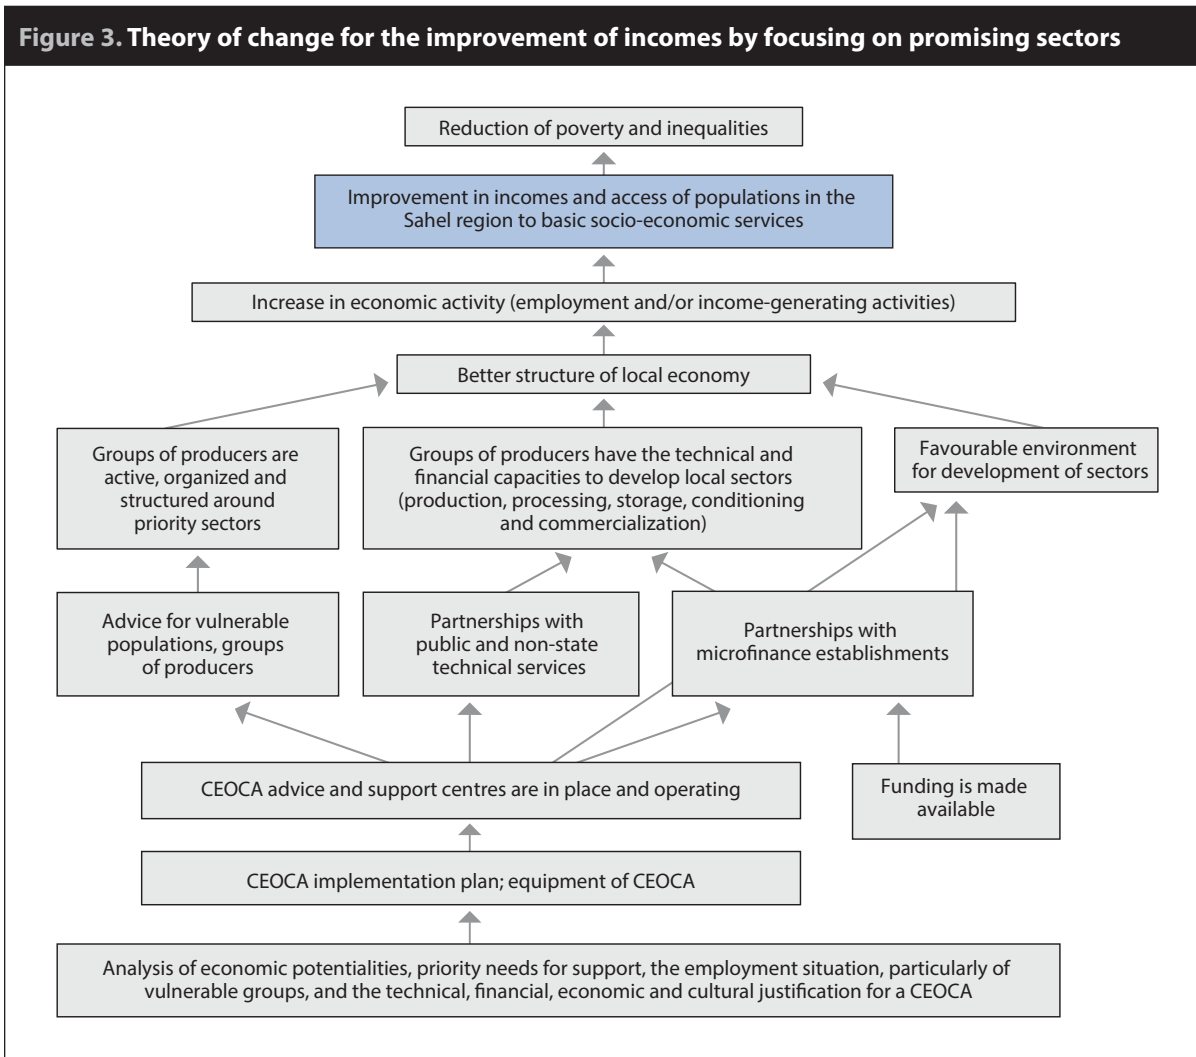 Figure 3. Theory of change for the improvement of incomes by focusing on promising sectors
Reduction of poverty and inequalities
Improvement in incomes and access of populations in the
Sahel region to basic socio-economic services
Increase in economic activity (employment and/or income-generating activities)
Better structure of local economy
Groups of producers are
active, organized and
structured around
priority sectors
Groups of producers have the technical and
financial capacities to develop local sectors
(production, processing, storage, conditioning
and commercialization)
Favourable environment
for development of sectors
Advice for vulnerable
populations, groups
of producers
Partnerships with
public and non-state
technical services
Partnerships with
microfinance establishments
CEOCA advice and support centres are in place and operating
Funding is made
available
CEOCA implementation plan; equipment of CEOCA
Analysis of economic potentialities, priority needs for support, the employment situation, particularly of
vulnerable groups, and the technical, financial, economic and cultural justification for a CEOCA